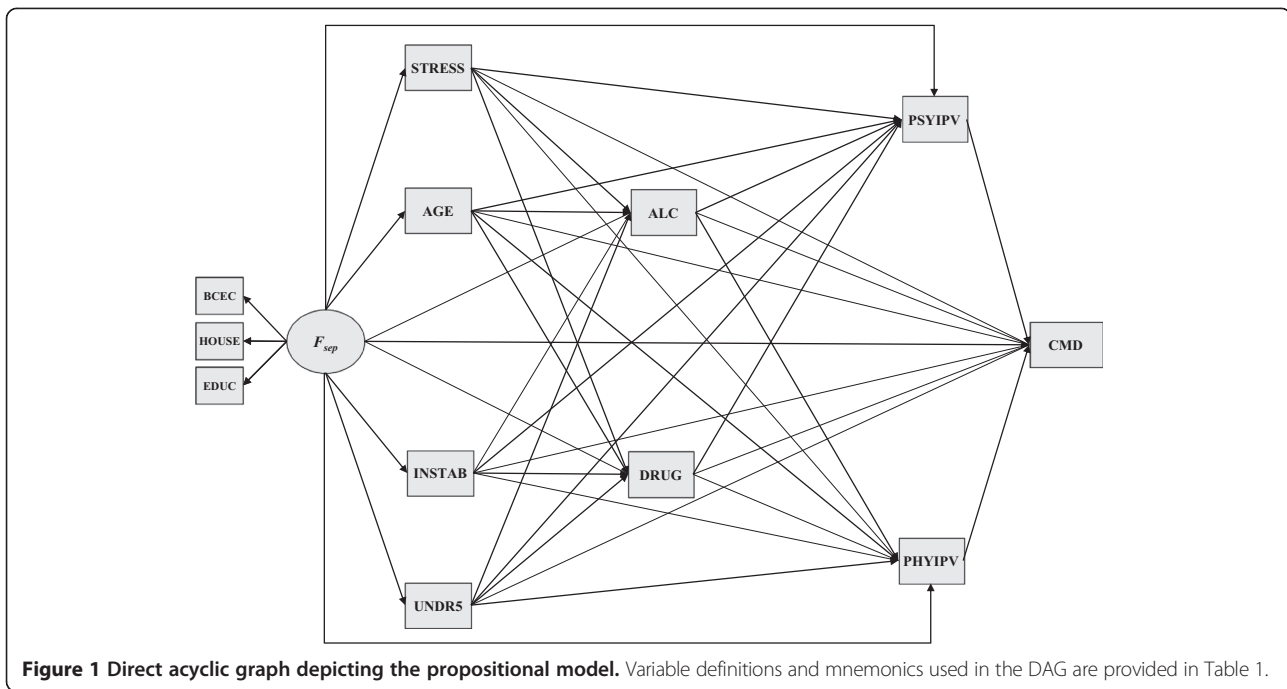 STRESS
PSYIPV
AGE
ALC
BCEC
HOUSE
EDUC
Fsep
CMD
INSTAB
DRUG
PHYIPV
UNDR5
Figure 1 Direct acyclic graph depicting the propositional model. Variable definitions and mnemonics used in the DAG are provided in Table 1.